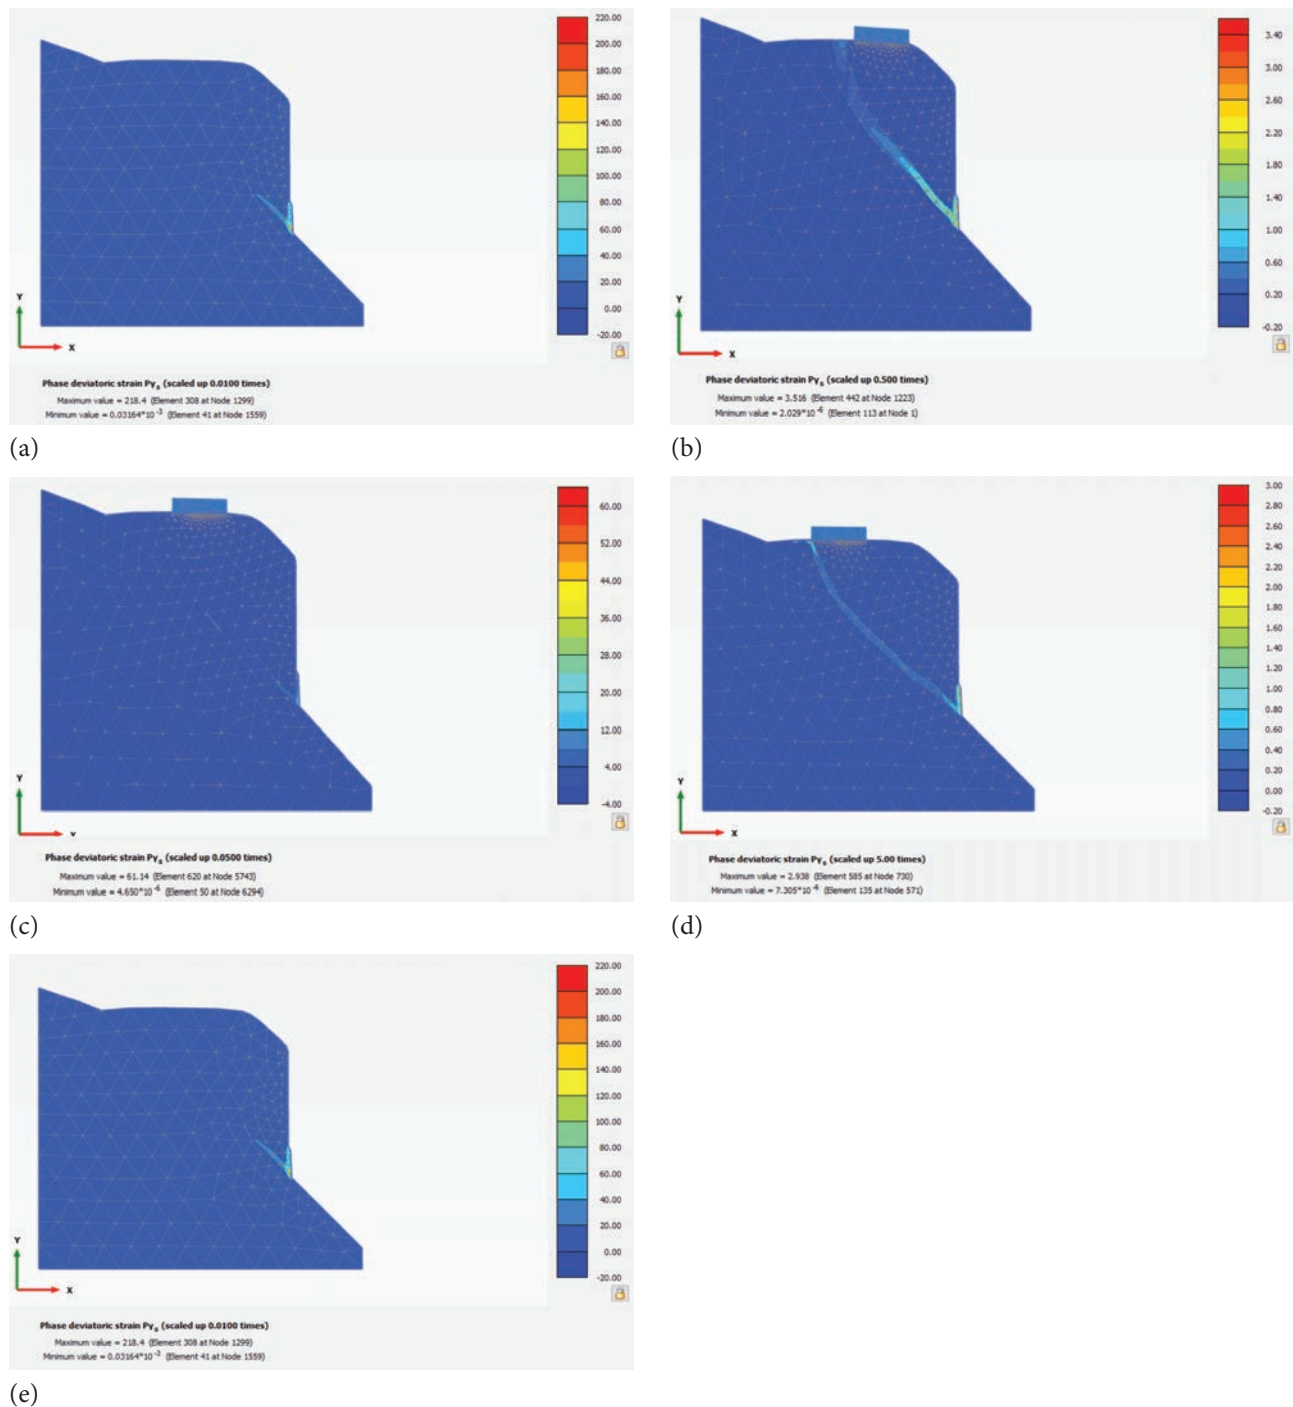 220.00
200.00
180.00
160.00
140.00
120.00
100.00
80.00
60.00
40.00
20.00
0.00
-20.00
Y
X
Phase deviatoric strain Pγs (scaled up 0.0100 times)
Maximum value = 218.4 (Element 308 at Node 1299)
Minimum value = 0.03164*10-3 (Element 41 at Node 1559)
(a)
3.40
3.00
2.60
2.20
1.80
1.40
1.00
0.60
0.20
-0.20
Y
X
Phase deviatoric strain Pγs (scaled up 0.500 times)
Maximum value = 3.516 (Element 442 at Node 1223)
Minimum value = 2.029*10-6 (Element 113 at Node 1)
(b)
60.00
52.00
44.00
36.00
28.00
20.00
12.00
4.00
-4.00
Y
Phase deviatoric strain Pγs (scaled up 0.0500 times)
Maximum value = 61.14 (Element 620 at Node 5743)
Minimum value = 4.650*10-6 (Element 50 at Node 6294)
(c)
3.00
2.80
2.60
2.40
2.20
2.00
1.80
1.60
1.40
1.20
1.00
0.80
0.60
0.40
0.20
0.00
-0.20
Y
X
Phase deviatoric strain Pγs (scaled up 5.00 times)
Maximum value = 2.938 (Element 585 at Node 730)
Minimum value = 7.305*10-6 (Element 135 at Node 571)
(d)
220.00
200.00
180.00
160.00
140.00
120.00
100.00
80.00
60.00
40.00
20.00
0.00
-20.00
Y
X
Phase deviatoric strain Pγs (scaled up 0.0100 times)
Maximum value = 218.4 (Element 308 at Node 1299)
Minimum value = 0.03164*10-3 (Element 41 at Node 1559)
(e)